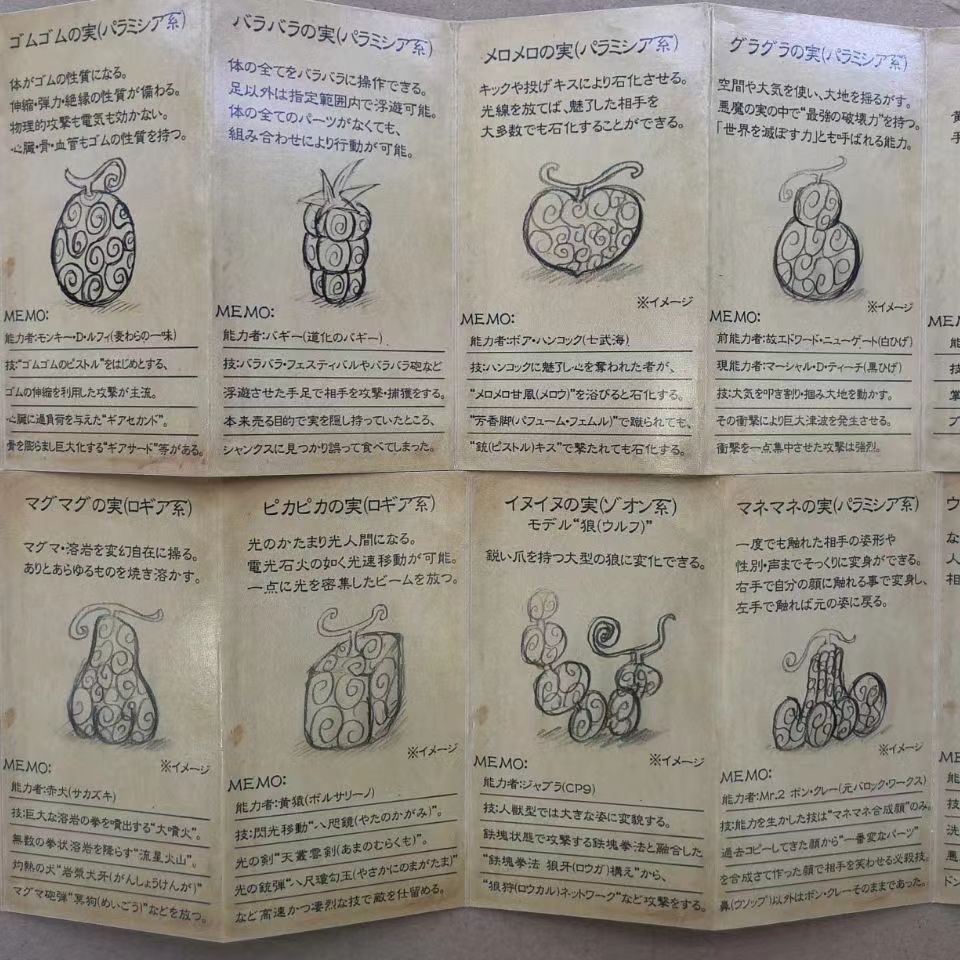 ゴムゴムの実(パラミシア系)
体がゴムの性質になる。
伸縮・弾力・絶縁の性質が備わる。
物理的攻撃も電気も効かない。
心臓・骨・血管もゴムの性質を持つ。
MEMO:
能力者:モンキー・D・ルフィ(麦わらの一味)
技:“ゴムゴムのピストル”をはじめとする、
ゴムの伸縮を利用した攻撃が主流。
心臓に過負荷を与えた“ギアセカンド”。
骨を膨らまし巨大化する“ギアサード”等がある。
バラバラの実(パラミシア系)
体の全てをバラバラに操作できる。
足以外は指定範囲内で浮遊可能。
体の全てのパーツがなくても、
組み合わせにより行動が可能。
MEMO:
能力者:バギー(道化のバギー)
技:バラバラ・フェスティバルやバラバラ砲など
浮遊させた手足で相手を攻撃・捕獲をする。
本来売る目的で実を隠し持っていたところ、
シャンクスに見つかり誤って食べてしまった。
メロメロの実(パラミシア系)
キックや投げキスにより石化させる。
光線を放てば、魅了した相手を
大多数でも石化することができる。
※イメージ
MEMO:
能力者:ボア・ハンコック(七武海)
技:ハンコックに魅了し心を奪われた者が、
“メロメロ甘風(メロウ)”を浴びると石化する。
“芳香脚(パフューム・フェムル)”で蹴られても、
“銃(ピストル)キス”で撃たれても石化する。
グラグラの実(パラミシア系)
空間や大気を使い、大地を揺るがす。
悪魔の実の中で“最強の破壊力”を持つ。
「世界を滅ぼす力」とも呼ばれる能力。
※イメージ
MEMO:
前能力者:故エドワード・ニューゲート(白ひげ)
現能力者:マーシャル・D・ティーチ(黒ひげ)
技:大気を叩き割り・掴み大地を動かす。
その衝撃により巨大津波を発生させる。
衝撃を一点集中させた攻撃は強烈。
マグマグの実(ロギア系)
マグマ・溶岩を変幻自在に操る。
ありとあらゆるものを焼き溶かす。
※イメージ
MEMO:
能力者:赤犬(サカズキ)
技:巨大な溶岩の拳を噴出する“大噴火”。
無数の拳状溶岩を降らす“流星火山”。
灼熱の犬“岩漿犬牙(がんしょうけんが)”
マグマ砲弾“冥狗(めいごう)”などを放つ。
ピカピカの実(ロギア系)
光のかたまり光人間になる。
電光石火の如く光速移動が可能。
一点に光を密集したビームを放つ。
※イメージ
MEMO:
能力者:黄猿(ボルサリーノ)
技:閃光移動“八咫鏡(やたのかがみ)”。
光の剣“天叢雲剣(あまのむらくも)”。
光の銃弾“八尺瓊勾玉(やさかにのまがたま)”
など高速かつ凄烈な技で敵を仕留める。
イヌイヌの実(ゾオン系)
モデル“狼(ウルフ)”
鋭い爪を持つ大型の狼に変化できる。
※イメージ
MEMO:
能力者:ジャブラ(CP9)
技:人獣型では大きな姿に変貌する。
鉄塊状態で攻撃する鉄塊拳法と融合した
“鉄塊拳法 狼牙(ロウガ)構え”から、
“狼狩(ロウカル)ネットワーク”など攻撃をする。
マネマネの実(パラミシア系)
一度でも触れた相手の姿形や
性別・声までそっくりに変身ができる。
右手で自分の顔に触れる事で変身し、
左手で触れば元の姿に戻る。
※イメージ
MEMO:
能力者:Mr.2 ボン・クレー(元バロック・ワークス)
技:能力を生かした技は“マネマネ合成顔”のみ。
過去コピーしてきた顔から“一番変なパーツ”
を合成させて作った顔で相手を笑わせる必殺技。
鼻(ウソップ)以外はボン・クレーそのままであった。